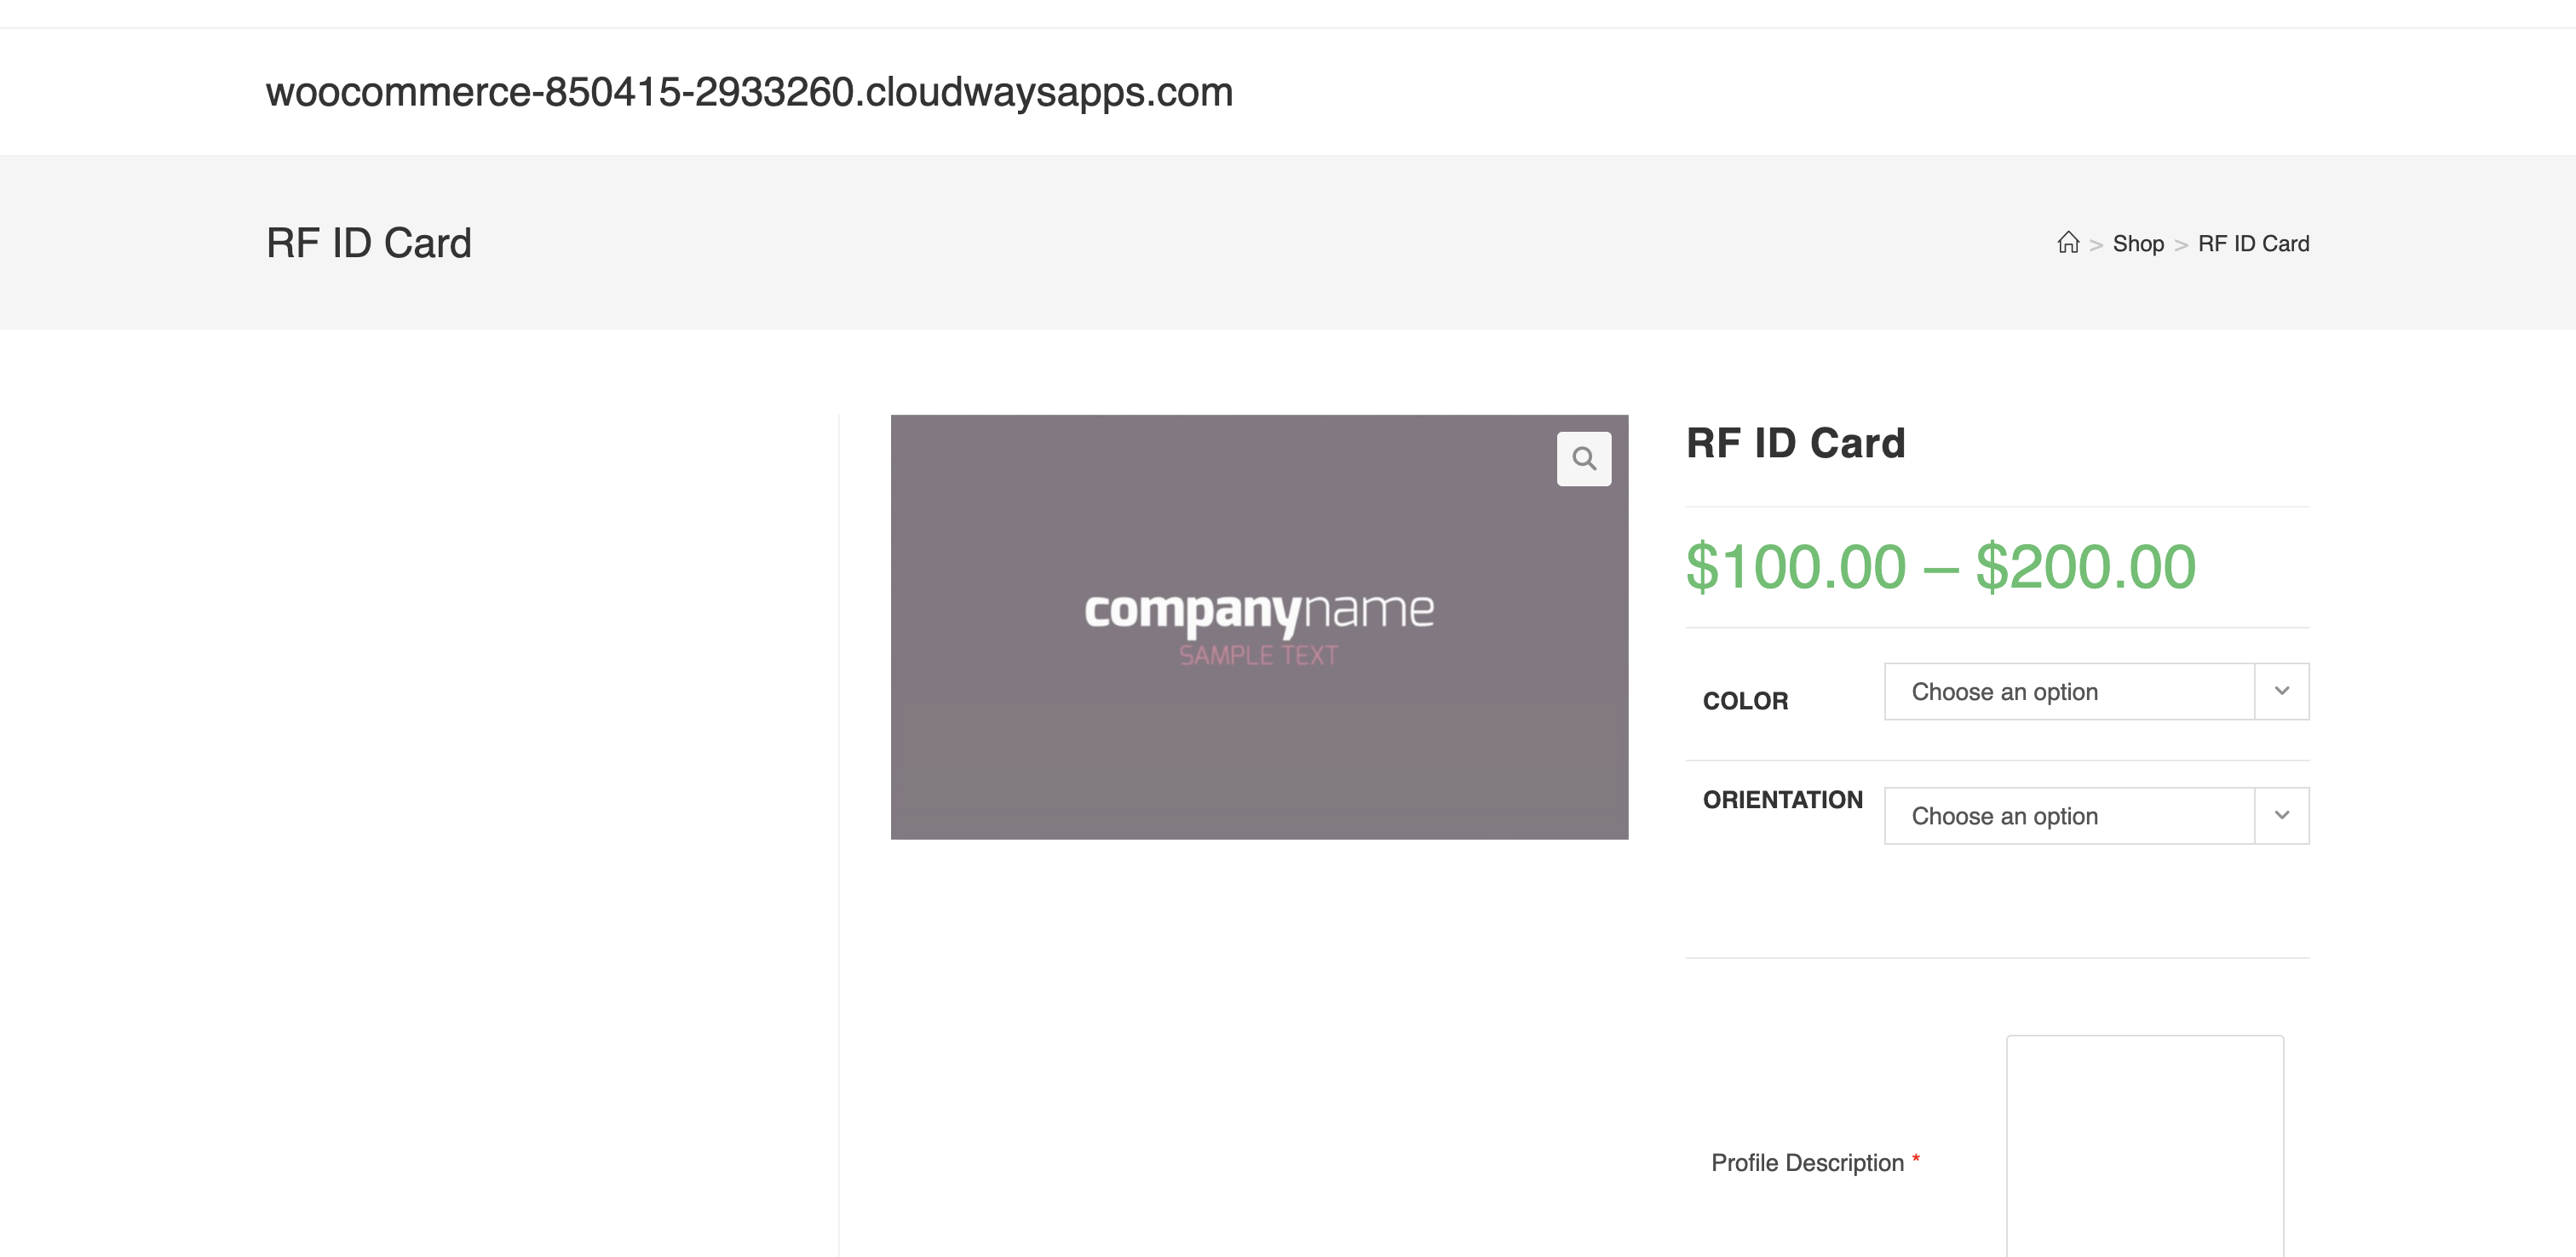 woocommerce-850415-2933260.cloudwaysapps.com
RF ID Card
> Shop > RF ID Card
companyname
SAMPLE TEXT
RF ID Card
$100.00 – $200.00
COLOR Choose an option
ORIENTATION Choose an option
Profile Description *